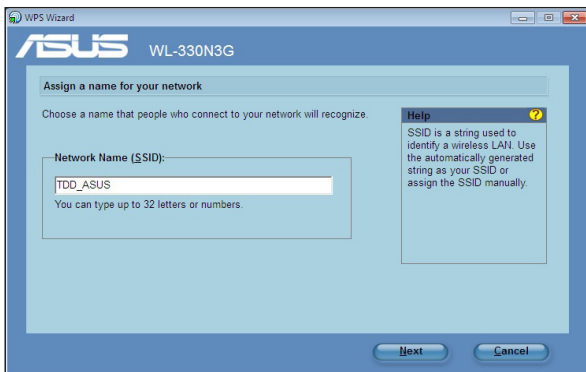 WPS Wizard
ASUS WL-330N3G
Assign a name for your network
Choose a name that people who connect to your network will recognize.
Network Name (SSID):
TDD_ASUS
You can type up to 32 letters or numbers.
Help ?
SSID is a string used to
identify a wireless LAN. Use
the automatically generated
string as your SSID or
assign the SSID manually.
Next Cancel